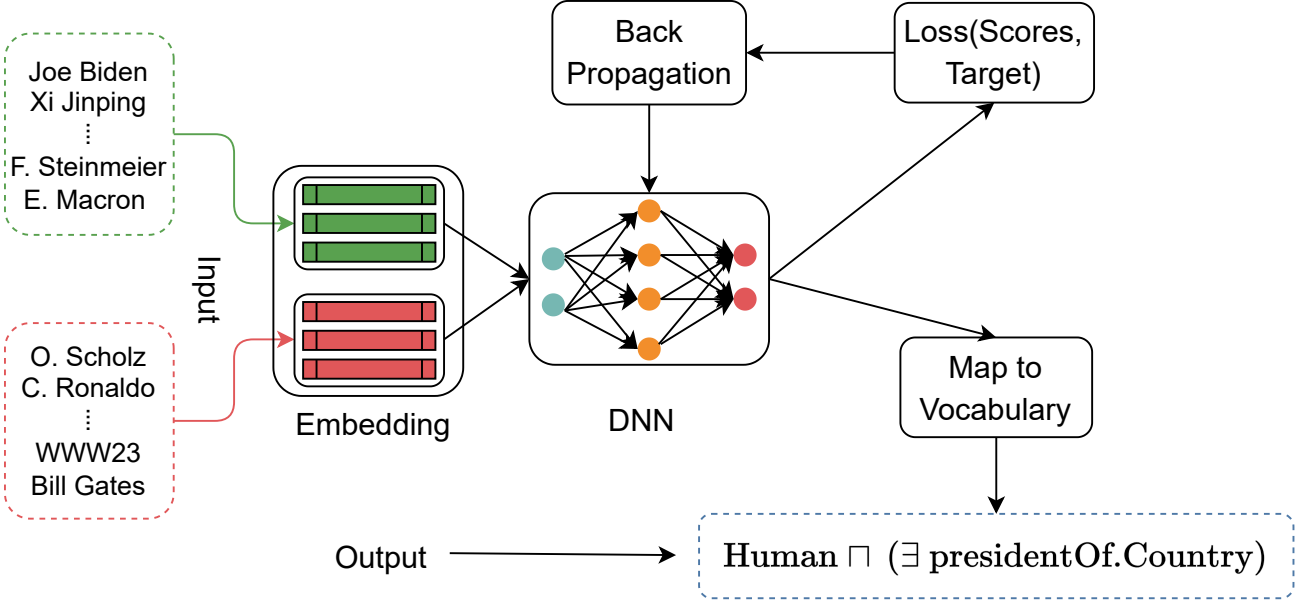 Back
Propagation
Loss(Scores,
Target)
Joe Biden
Xi Jinping
F. Steinmeier
E. Macron
Input
O. Scholz
C. Ronaldo
WWW23
Bill Gates
Embedding
DNN
Map to
Vocabulary
Output
Human ⊓ (∃ presidentOf.Country)